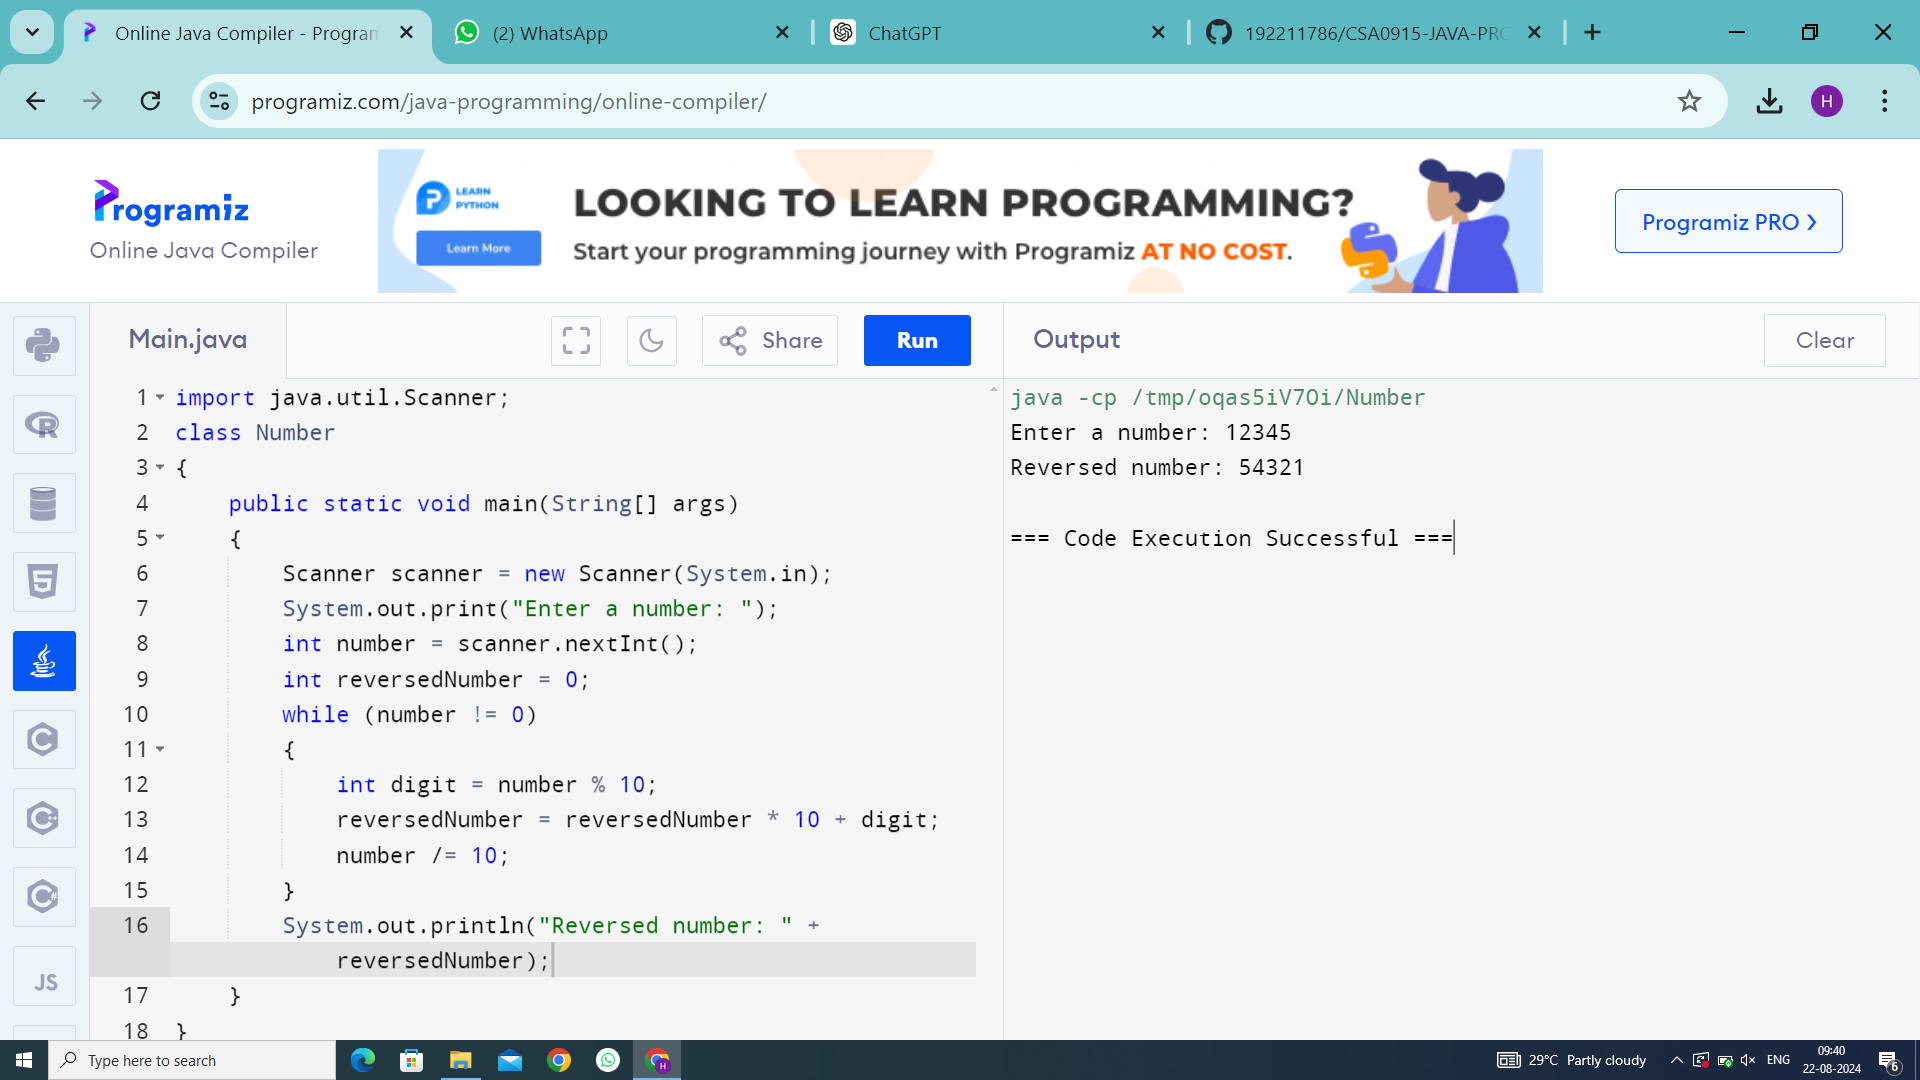 Online Java Compiler - Program
(2) WhatsApp
ChatGPT
192211786/CSA0915-JAVA-PRO
programiz.com/java-programming/online-compiler/
H
Programiz
Online Java Compiler
LEARN
PYTHON
Learn More
LOOKING TO LEARN PROGRAMMING?
Start your programming journey with Programiz AT NO COST.
Programiz PRO
Main.java
Share
Run
Output
Clear
1 import java.util.Scanner;
2 class Number
3 {
4 public static void main(String[] args)
5 {
6 Scanner scanner = new Scanner(System.in);
7 System.out.print("Enter a number: ");
8 int number = scanner.nextInt();
9 int reversedNumber = 0;
10 while (number != 0)
11 {
12 int digit = number % 10;
13 reversedNumber = reversedNumber * 10 + digit;
14 number /= 10;
15 }
16 System.out.println("Reversed number: " +
reversedNumber);
17 }
18 }
java -cp /tmp/oqas5iV7Oi/Number
Enter a number: 12345
Reversed number: 54321
=== Code Execution Successful ===
R
5
C
C++
C#
JS
Type here to search
H
29°C Partly cloudy
ENG
09:40
22-08-2024
6